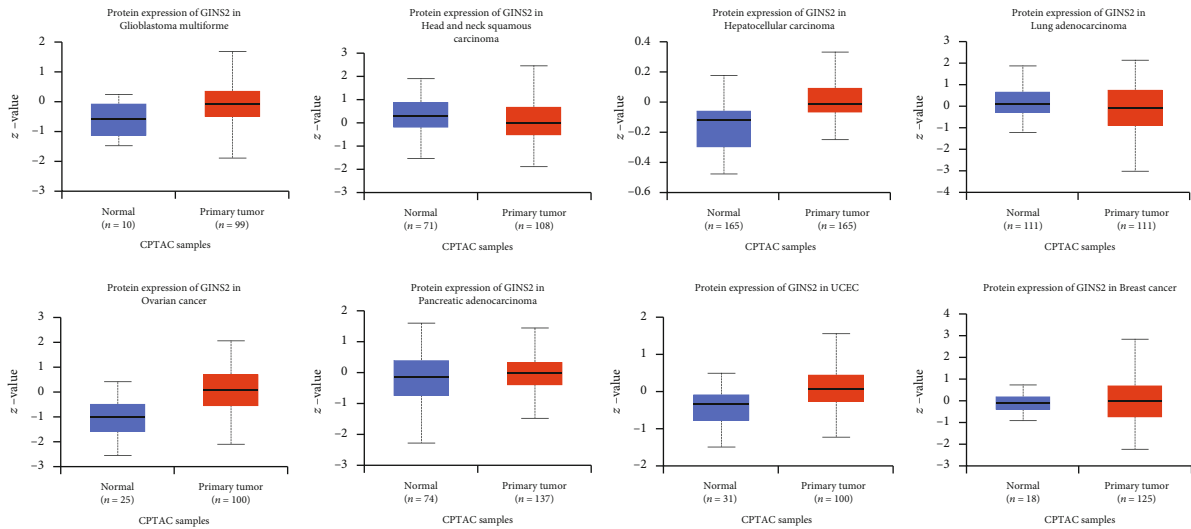 Protein expression of GINS2 in
Glioblastoma multiforme
z –value
2
1
0
–1
–2
–3
Normal
(n = 10)
Primary tumor
(n = 99)
CPTAC samples
Protein expression of GINS2 in
Head and neck squamous
carcinoma
z –value
3
2
1
0
–1
–2
–3
Normal
(n = 71)
Primary tumor
(n = 108)
CPTAC samples
Protein expression of GINS2 in
Hepatocellular carcinoma
z –value
0.4
0.2
0
–0.2
–0.4
–0.6
Normal
(n = 165)
Primary tumor
(n = 165)
CPTAC samples
Protein expression of GINS2 in
Lung adenocarcinoma
z –value
3
2
1
0
–1
–2
–3
–4
Normal
(n = 111)
Primary tumor
(n = 111)
CPTAC samples
Protein expression of GINS2 in
Ovarian cancer
z –value
3
2
1
0
–1
–2
–3
Normal
(n = 25)
Primary tumor
(n = 100)
CPTAC samples
Protein expression of GINS2 in
Pancreatic adenocarcinoma
z –value
2
1
0
–1
–2
–3
Normal
(n = 74)
Primary tumor
(n = 137)
CPTAC samples
Protein expression of GINS2 in UCEC
z –value
2
1
0
–1
–2
Normal
(n = 31)
Primary tumor
(n = 100)
CPTAC samples
Protein expression of GINS2 in Breast cancer
z –value
4
3
2
1
0
–1
–2
–3
Normal
(n = 18)
Primary tumor
(n = 125)
CPTAC samples